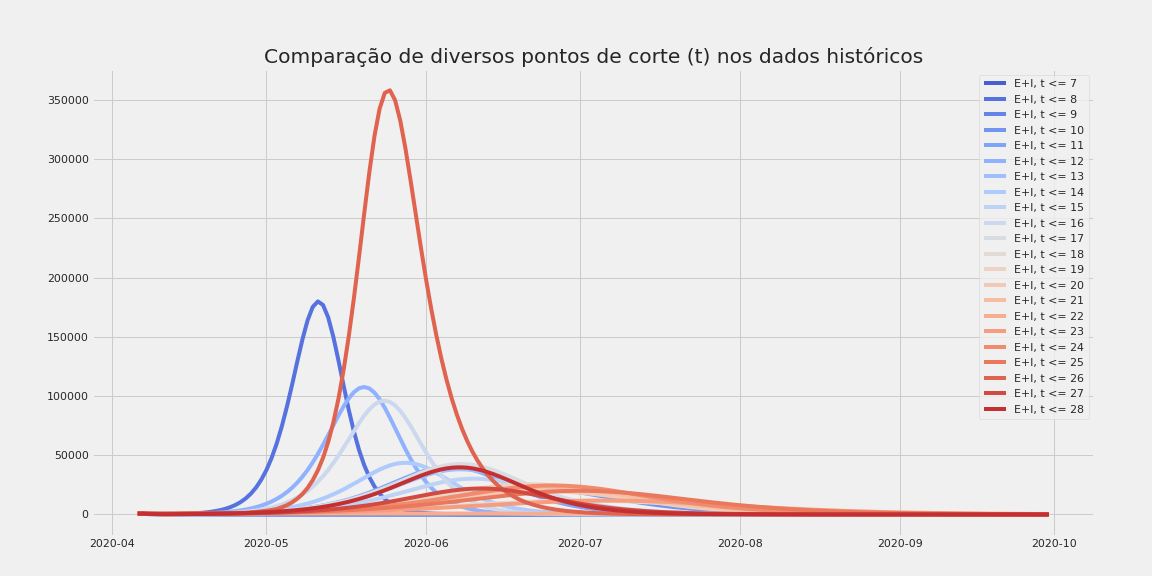 Comparação de diversos pontos de corte (t) nos dados históricos
350000
300000
250000
200000
150000
100000
50000
0
2020-04 2020-05 2020-06 2020-07 2020-08 2020-09 2020-10
E+I, t <= 7
E+I, t <= 8
E+I, t <= 9
E+I, t <= 10
E+I, t <= 11
E+I, t <= 12
E+I, t <= 13
E+I, t <= 14
E+I, t <= 15
E+I, t <= 16
E+I, t <= 17
E+I, t <= 18
E+I, t <= 19
E+I, t <= 20
E+I, t <= 21
E+I, t <= 22
E+I, t <= 23
E+I, t <= 24
E+I, t <= 25
E+I, t <= 26
E+I, t <= 27
E+I, t <= 28